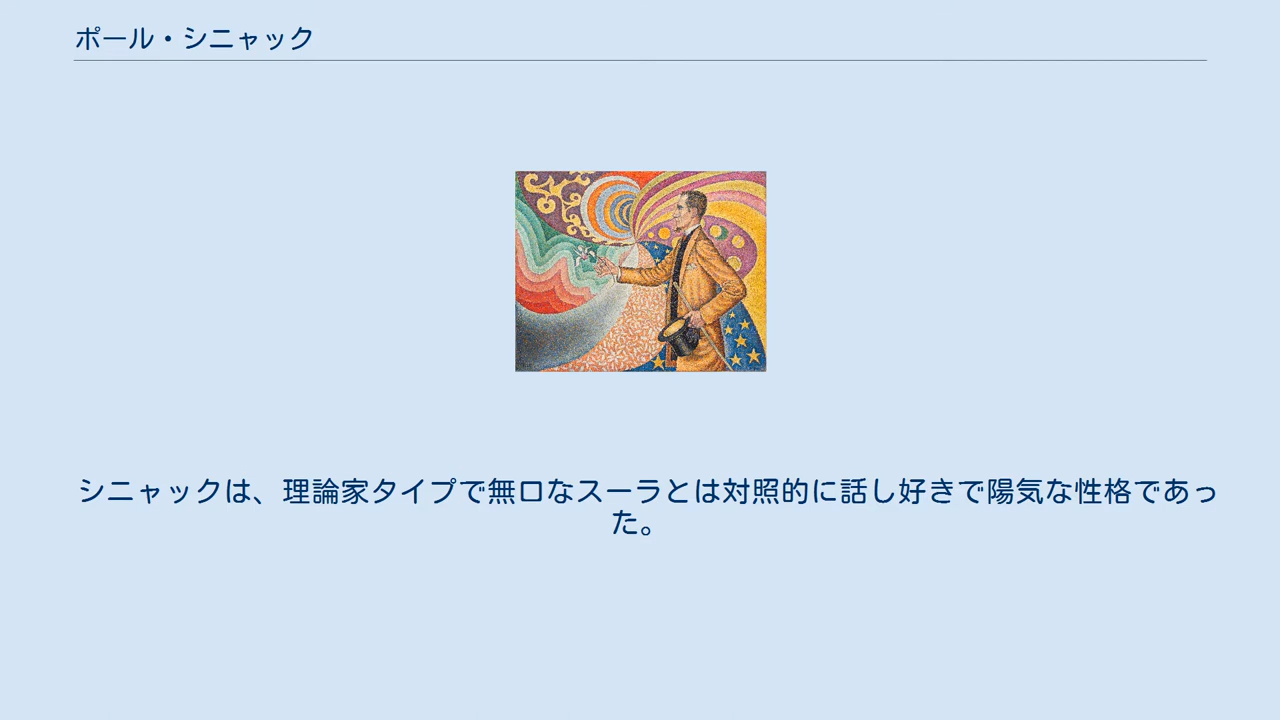 ポール・シニャック
シニャックは、理論家タイプで無口なスーラとは対照的に話し好きで陽気な性格であっ
た。